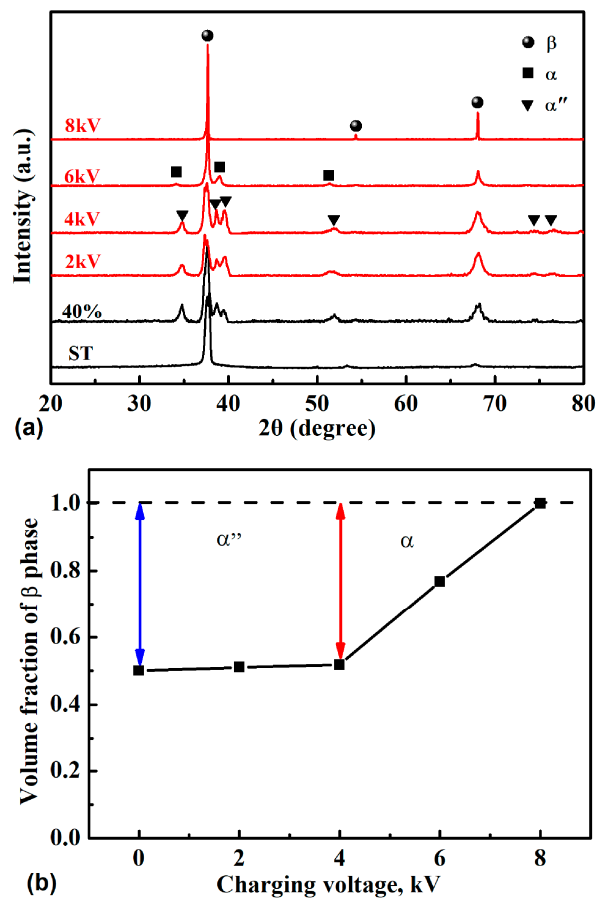 β
α
α″
8kV
6kV
4kV
2kV
40%
ST
Intensity (a.u.)
20 30 40 50 60 70 80
2θ (degree)
(a)
1.0
0.8
0.6
0.4
0.2
0.0
α’’
α
Volume fraction of β phase
0 2 4 6 8
Charging voltage, kV
(b)